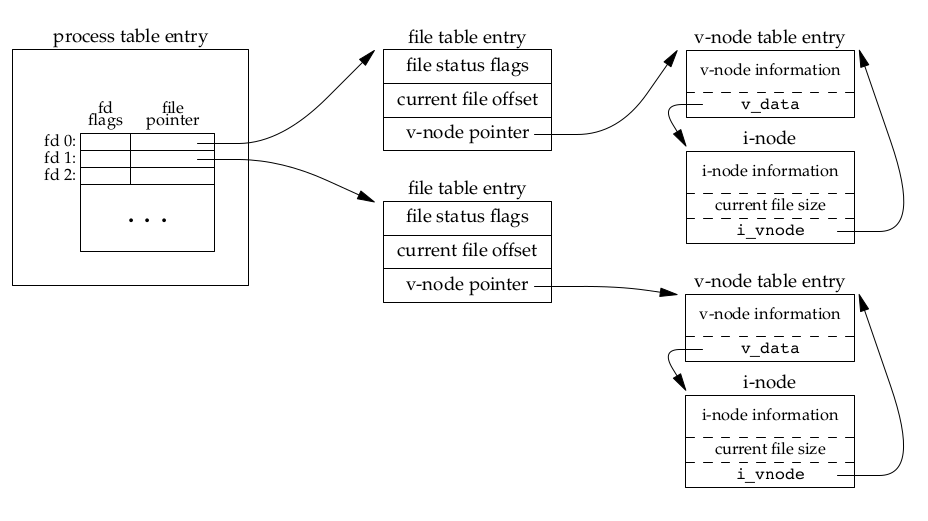 process table entry
fd
flags
file
pointer
fd 0:
fd 1:
fd 2:
. . .
file table entry
file status flags
current file offset
v-node pointer
file table entry
file status flags
current file offset
v-node pointer
v-node table entry
v-node information
v_data
i-node
i-node information
current file size
i_vnode
v-node table entry
v-node information
v_data
i-node
i-node information
current file size
i_vnode